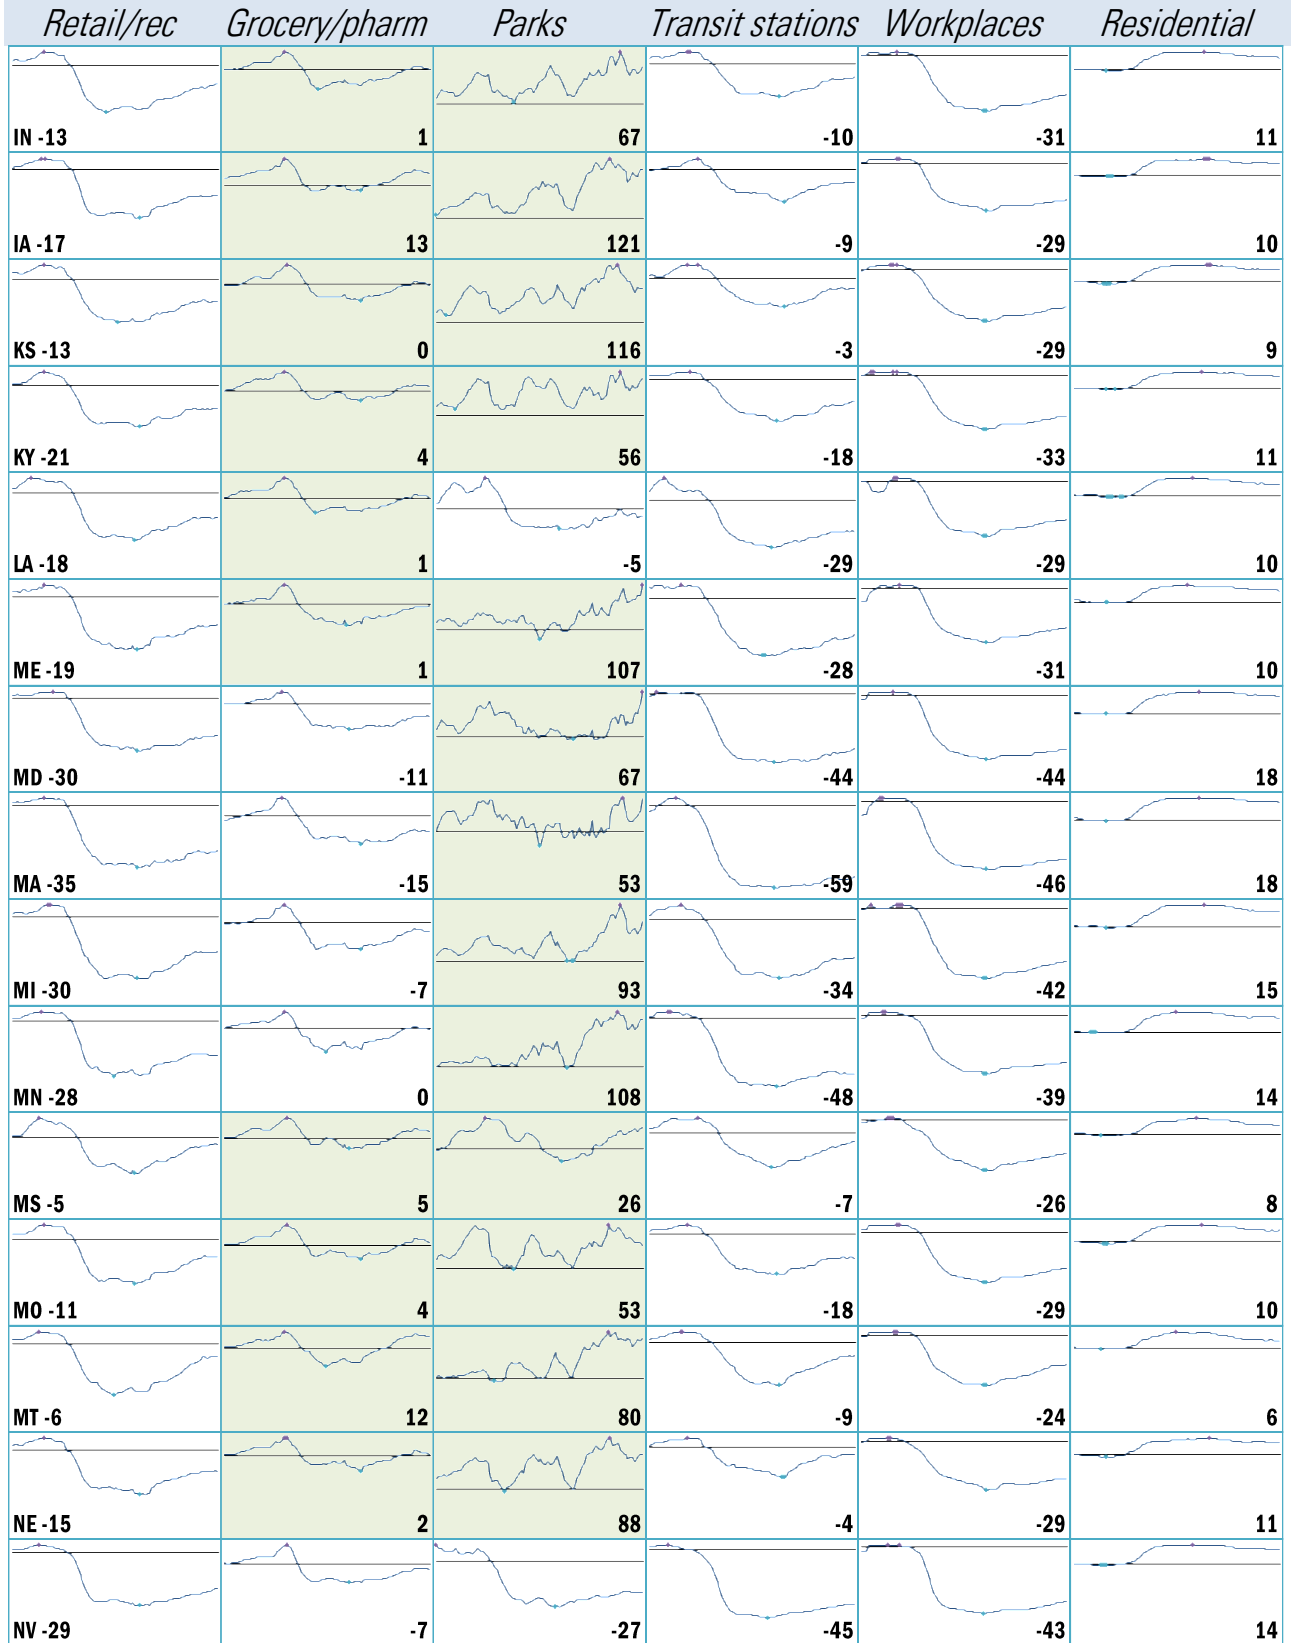 Retail/rec Grocery/pharm Parks Transit stations Workplaces Residential
IN -13 1 67 -10 -31 11
IA -17 13 121 -9 -29 10
KS -13 0 116 -3 -29 9
KY -21 4 56 -18 -33 11
LA -18 1 -5 -29 -29 10
ME -19 1 107 -28 -31 10
MD -30 -11 67 -44 -44 18
MA -35 -15 53 -59 -46 18
MI -30 -7 93 -34 -42 15
MN -28 0 108 -48 -39 14
MS -5 5 26 -7 -26 8
MO -11 4 53 -18 -29 10
MT -6 12 80 -9 -24 6
NE -15 2 88 -4 -29 11
NV -29 -7 -27 -45 -43 14